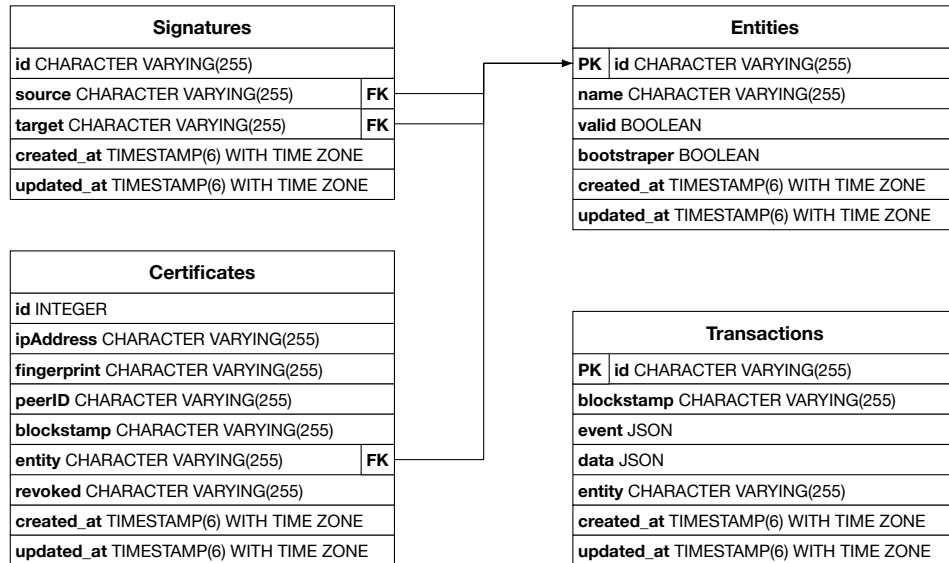 Signatures
id CHARACTER VARYING(255)
source CHARACTER VARYING(255) FK
target CHARACTER VARYING(255) FK
created_at TIMESTAMP(6) WITH TIME ZONE
updated_at TIMESTAMP(6) WITH TIME ZONE
Entities
PK id CHARACTER VARYING(255)
name CHARACTER VARYING(255)
valid BOOLEAN
bootstraper BOOLEAN
created_at TIMESTAMP(6) WITH TIME ZONE
updated_at TIMESTAMP(6) WITH TIME ZONE
Certificates
id INTEGER
ipAddress CHARACTER VARYING(255)
fingerprint CHARACTER VARYING(255)
peerID CHARACTER VARYING(255)
blockstamp CHARACTER VARYING(255)
entity CHARACTER VARYING(255) FK
revoked CHARACTER VARYING(255)
created_at TIMESTAMP(6) WITH TIME ZONE
updated_at TIMESTAMP(6) WITH TIME ZONE
Transactions
PK id CHARACTER VARYING(255)
blockstamp CHARACTER VARYING(255)
event JSON
data JSON
entity CHARACTER VARYING(255)
created_at TIMESTAMP(6) WITH TIME ZONE
updated_at TIMESTAMP(6) WITH TIME ZONE